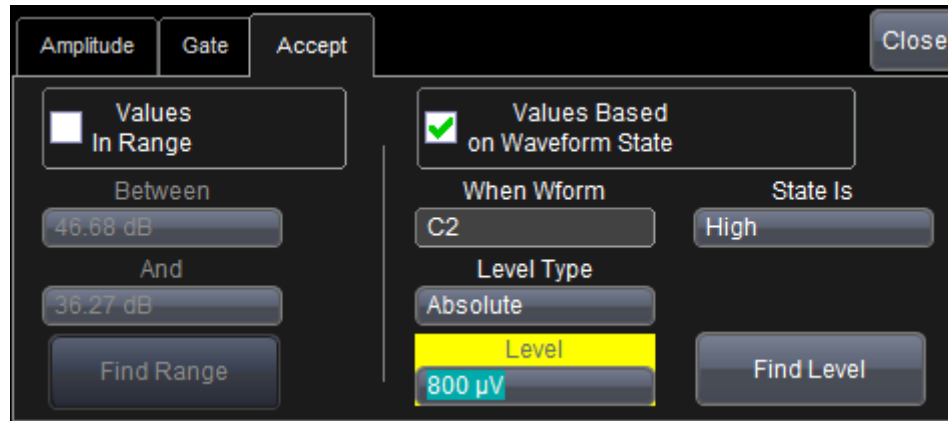 Amplitude
Gate
Accept
Close
Values
In Range
Values Based
on Waveform State
Between
46.68 dB
And
36.27 dB
Find Range
When Wform
State Is
C2
High
Level Type
Absolute
Level
800 µV
Find Level